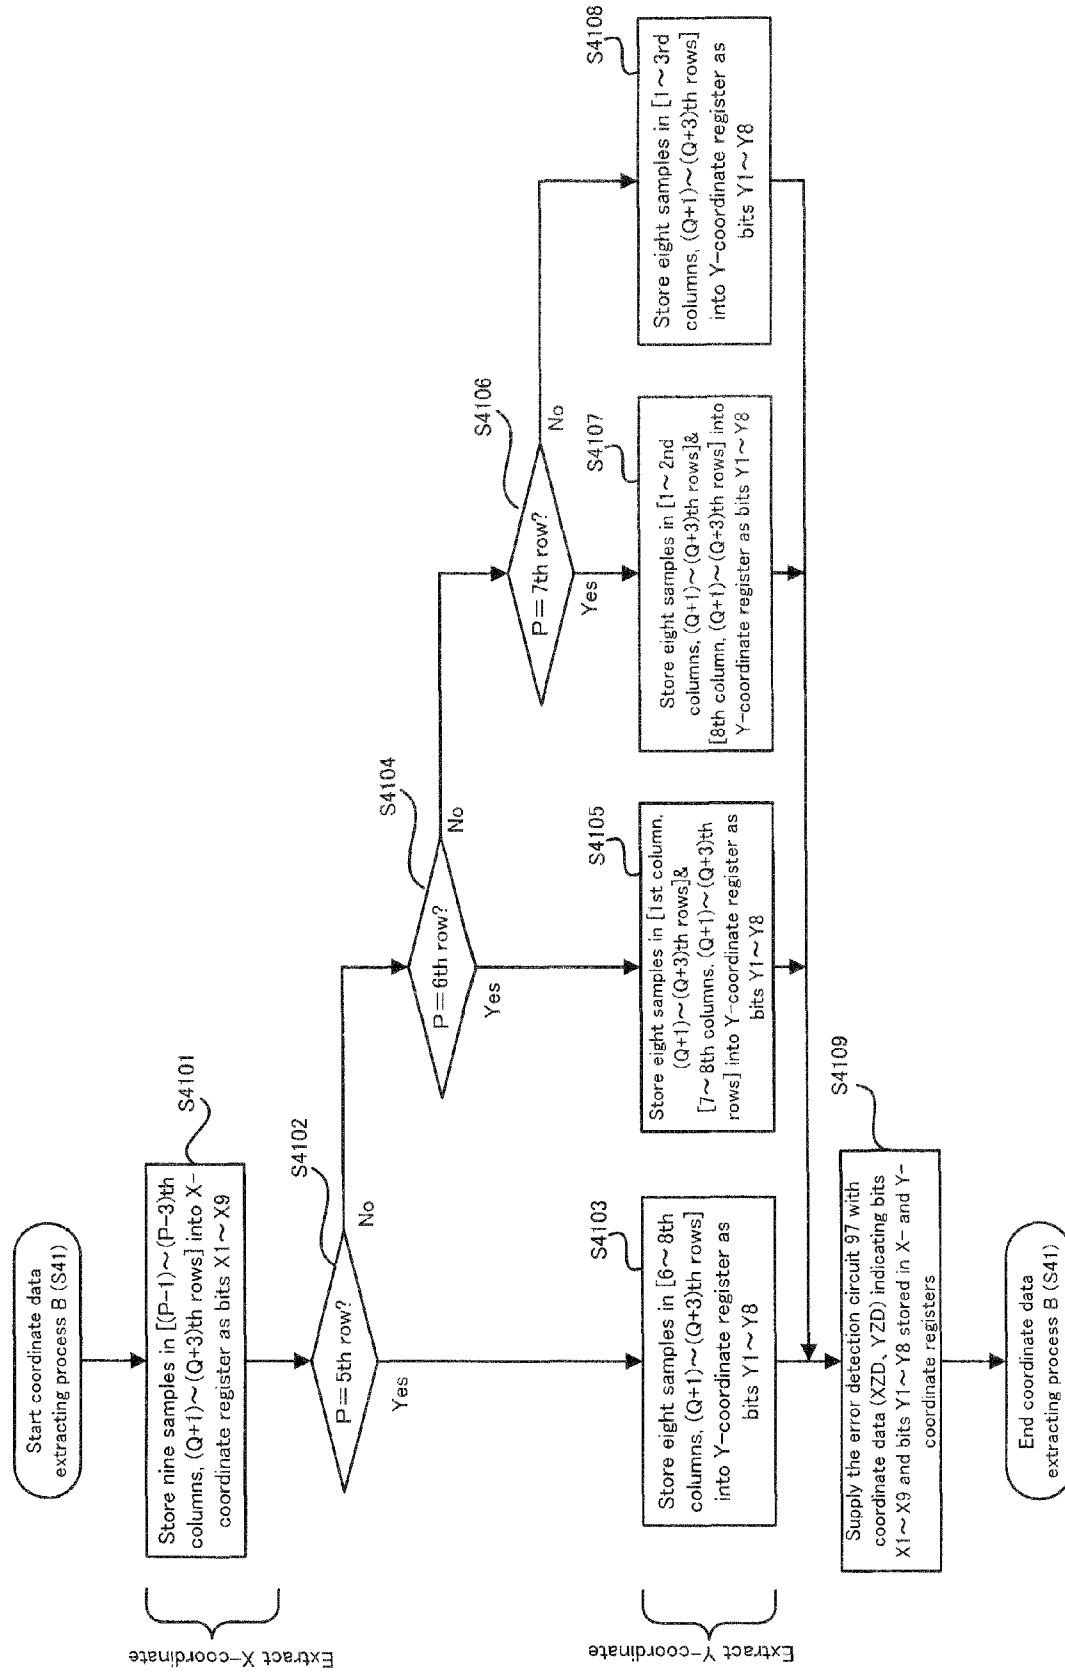 Start coordinate data
extracting process B (S41)
Extract X-coordinate
S4101
Store nine samples in [(P-1)~(P-3)th
columns, (Q+1)~(Q+3)th rows] into X-
coordinate register as bits X1~X9
S4102
P=5th row?
No
Yes
S4104
P=6th row?
No
Yes
S4106
P=7th row?
No
Yes
Extract Y-coordinate
S4103
Store eight samples in [6~8th
columns, (Q+1)~(Q+3)th rows]
into Y-coordinate register as
bits Y1~Y8
S4105
Store eight samples in [1st column,
(Q+1)~(Q+3)th rows]&
[7~8th columns, (Q+1)~(Q+3)th
rows] into Y-coordinate register as
bits Y1~Y8
S4107
Store eight samples in [1~2nd
columns, (Q+1)~(Q+3)th rows]&
[8th column, (Q+1)~(Q+3)th rows] into
Y-coordinate register as bits Y1~Y8
S4108
Store eight samples in [1~3rd
columns, (Q+1)~(Q+3)th rows]
into Y-coordinate register as
bits Y1~Y8
S4109
Supply the error detection circuit 97 with
coordinate data (XZD、YZD) indicating bits
X1~X9 and bits Y1~Y8 stored in X- and Y-
coordinate registers
End coordinate data
extracting process B (S41)